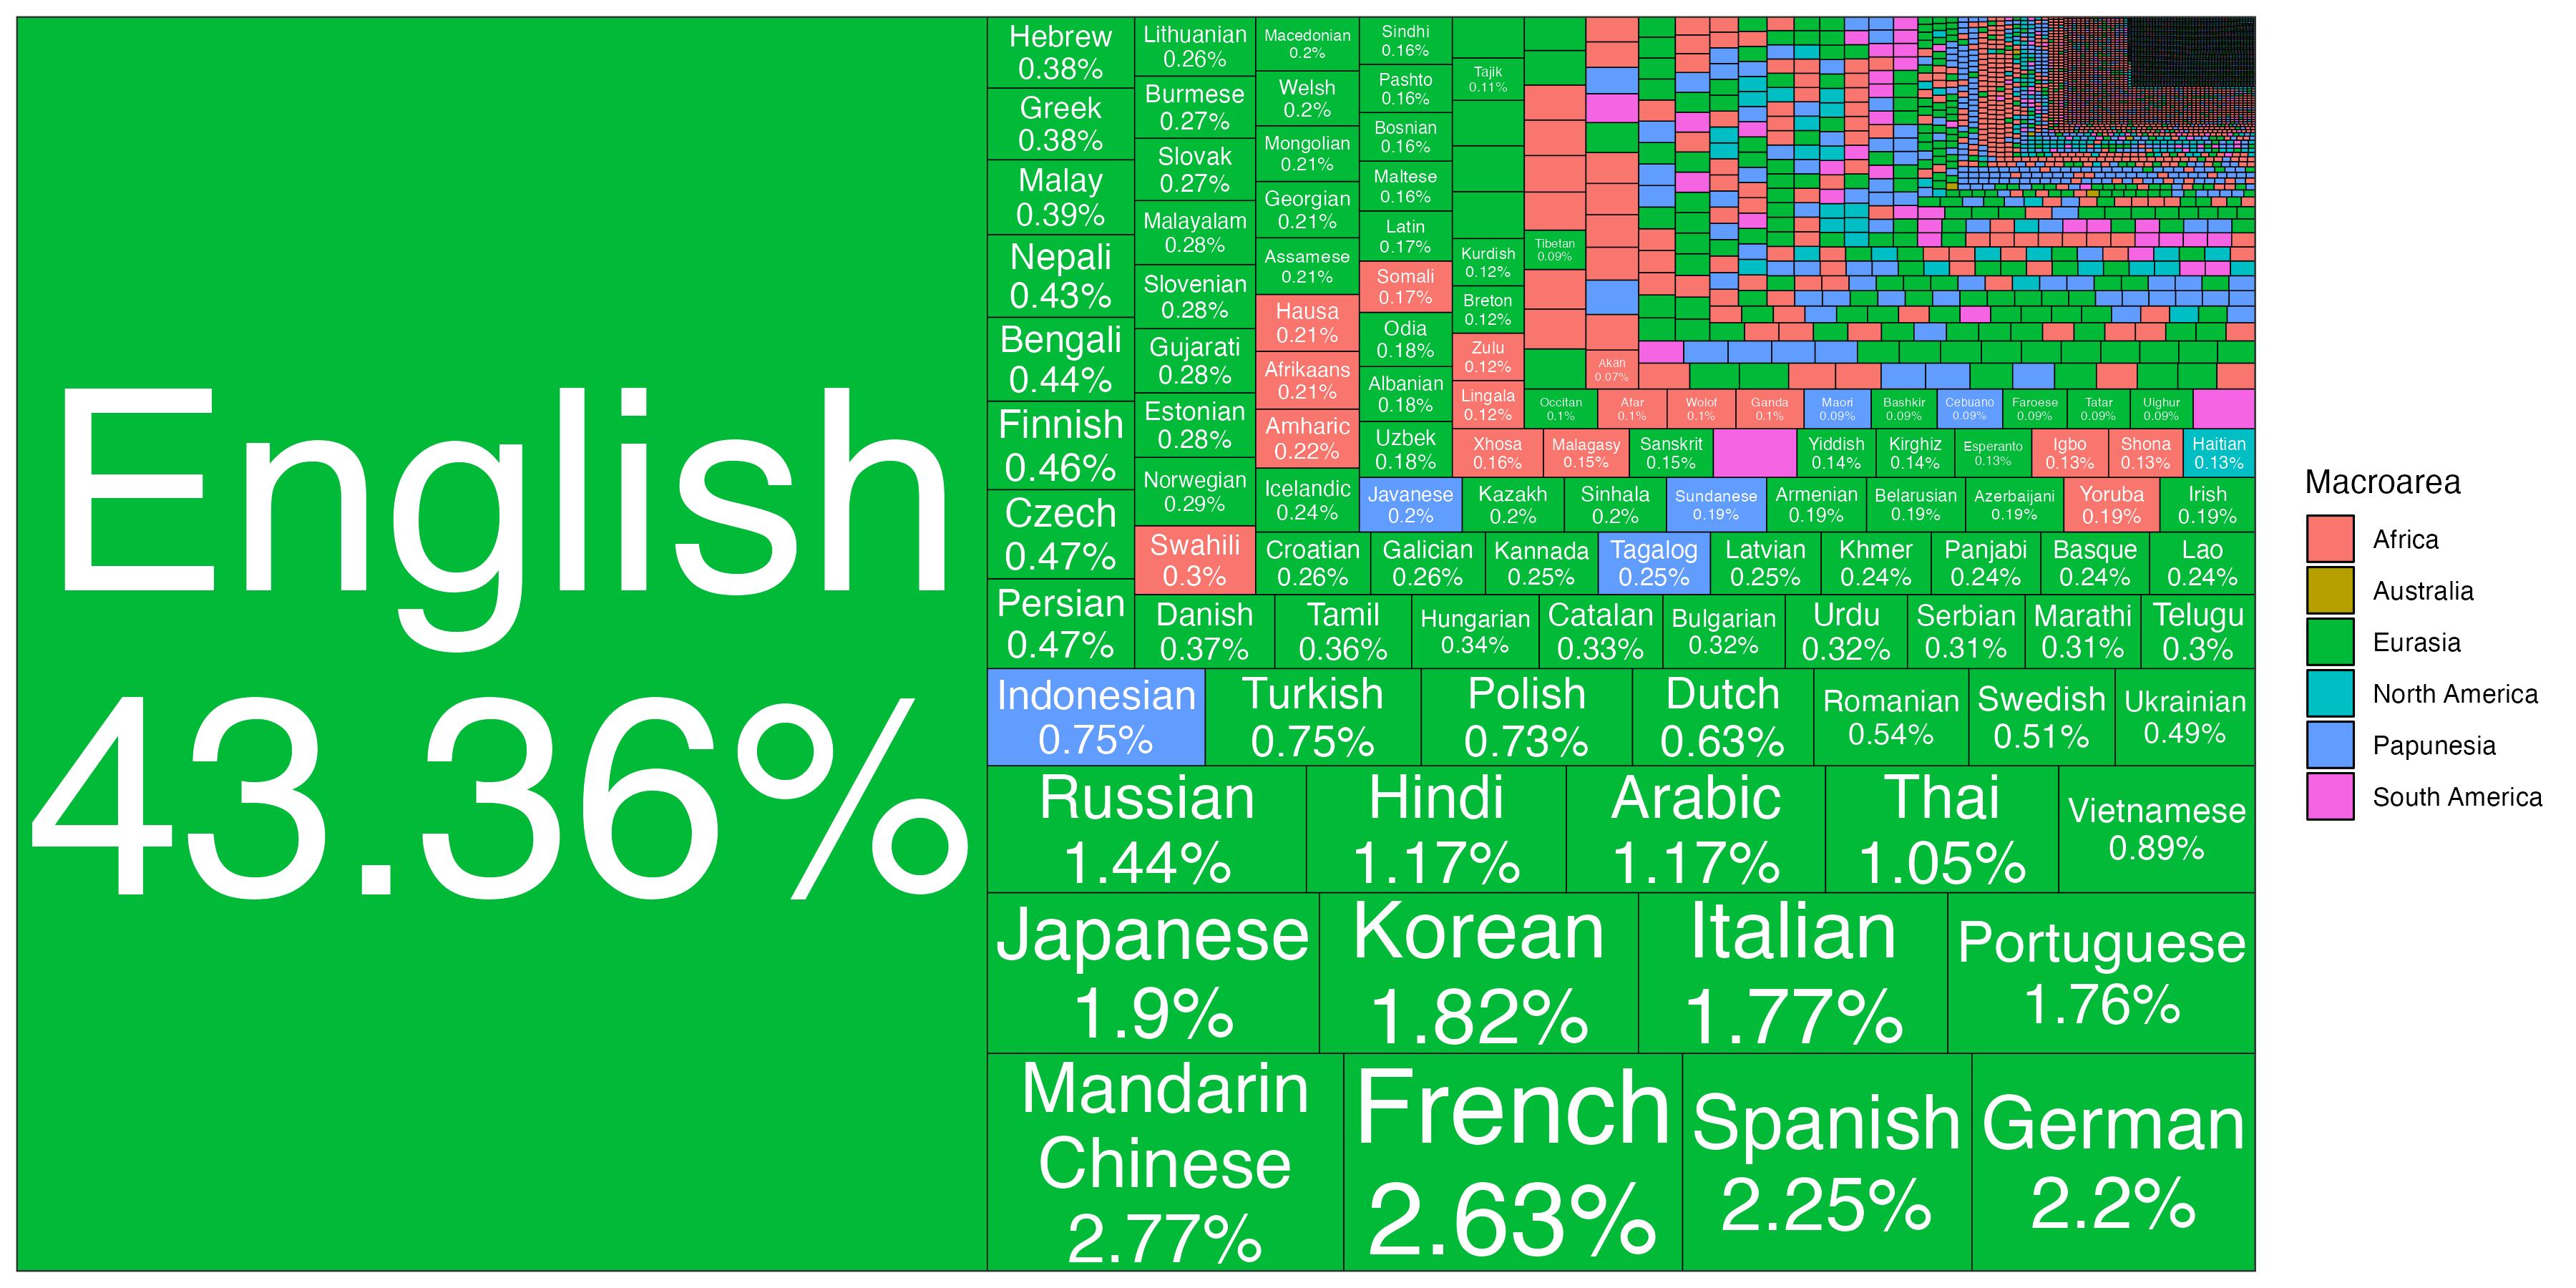 English
43.36%
Hebrew
0.38%
Greek
0.38%
Malay
0.39%
Nepali
0.43%
Bengali
0.44%
Finnish
0.46%
Czech
0.47%
Persian
0.47%
Lithuanian
0.26%
Burmese
0.27%
Slovak
0.27%
Malayalam
0.28%
Slovenian
0.28%
Gujarati
0.28%
Estonian
0.28%
Norwegian
0.29%
Swahili
0.3%
Macedonian
0.2%
Welsh
0.2%
Mongolian
0.21%
Georgian
0.21%
Assamese
0.21%
Hausa
0.21%
Afrikaans
0.21%
Amharic
0.22%
Icelandic
0.24%
Sindhi
0.16%
Pashto
0.16%
Bosnian
0.16%
Maltese
0.16%
Latin
0.17%
Somali
0.17%
Odia
0.18%
Albanian
0.18%
Uzbek
0.18%
Tajik
0.11%
Kurdish
0.12%
Breton
0.12%
Zulu
0.12%
Lingala
0.12%
Tibetan
0.09%
Akan
0.07%
Occitan
0.1%
Afar
0.1%
Wolof
0.1%
Ganda
0.1%
Maori
0.09%
Bashkir
0.09%
Cebuano
0.09%
Faroese
0.09%
Tatar
0.09%
Uighur
0.09%
Xhosa
0.16%
Malagasy
0.15%
Sanskrit
0.15%
Yiddish
0.14%
Kirghiz
0.14%
Esperanto
0.13%
Igbo
0.13%
Shona
0.13%
Haitian
0.13%
Javanese
0.2%
Kazakh
0.2%
Sinhala
0.2%
Sundanese
0.19%
Armenian
0.19%
Belarusian
0.19%
Azerbaijani
0.19%
Yoruba
0.19%
Irish
0.19%
Croatian
0.26%
Galician
0.26%
Kannada
0.25%
Tagalog
0.25%
Latvian
0.25%
Khmer
0.24%
Panjabi
0.24%
Basque
0.24%
Lao
0.24%
Danish
0.37%
Tamil
0.36%
Hungarian
0.34%
Catalan
0.33%
Bulgarian
0.32%
Urdu
0.32%
Serbian
0.31%
Marathi
0.31%
Telugu
0.3%
Indonesian
0.75%
Turkish
0.75%
Polish
0.73%
Dutch
0.63%
Romanian
0.54%
Swedish
0.51%
Ukrainian
0.49%
Russian
1.44%
Hindi
1.17%
Arabic
1.17%
Thai
1.05%
Vietnamese
0.89%
Japanese
1.9%
Korean
1.82%
Italian
1.77%
Portuguese
1.76%
Mandarin
Chinese
2.77%
French
2.63%
Spanish
2.25%
German
2.2%
Macroarea
Africa
Australia
Eurasia
North America
Papunesia
South America